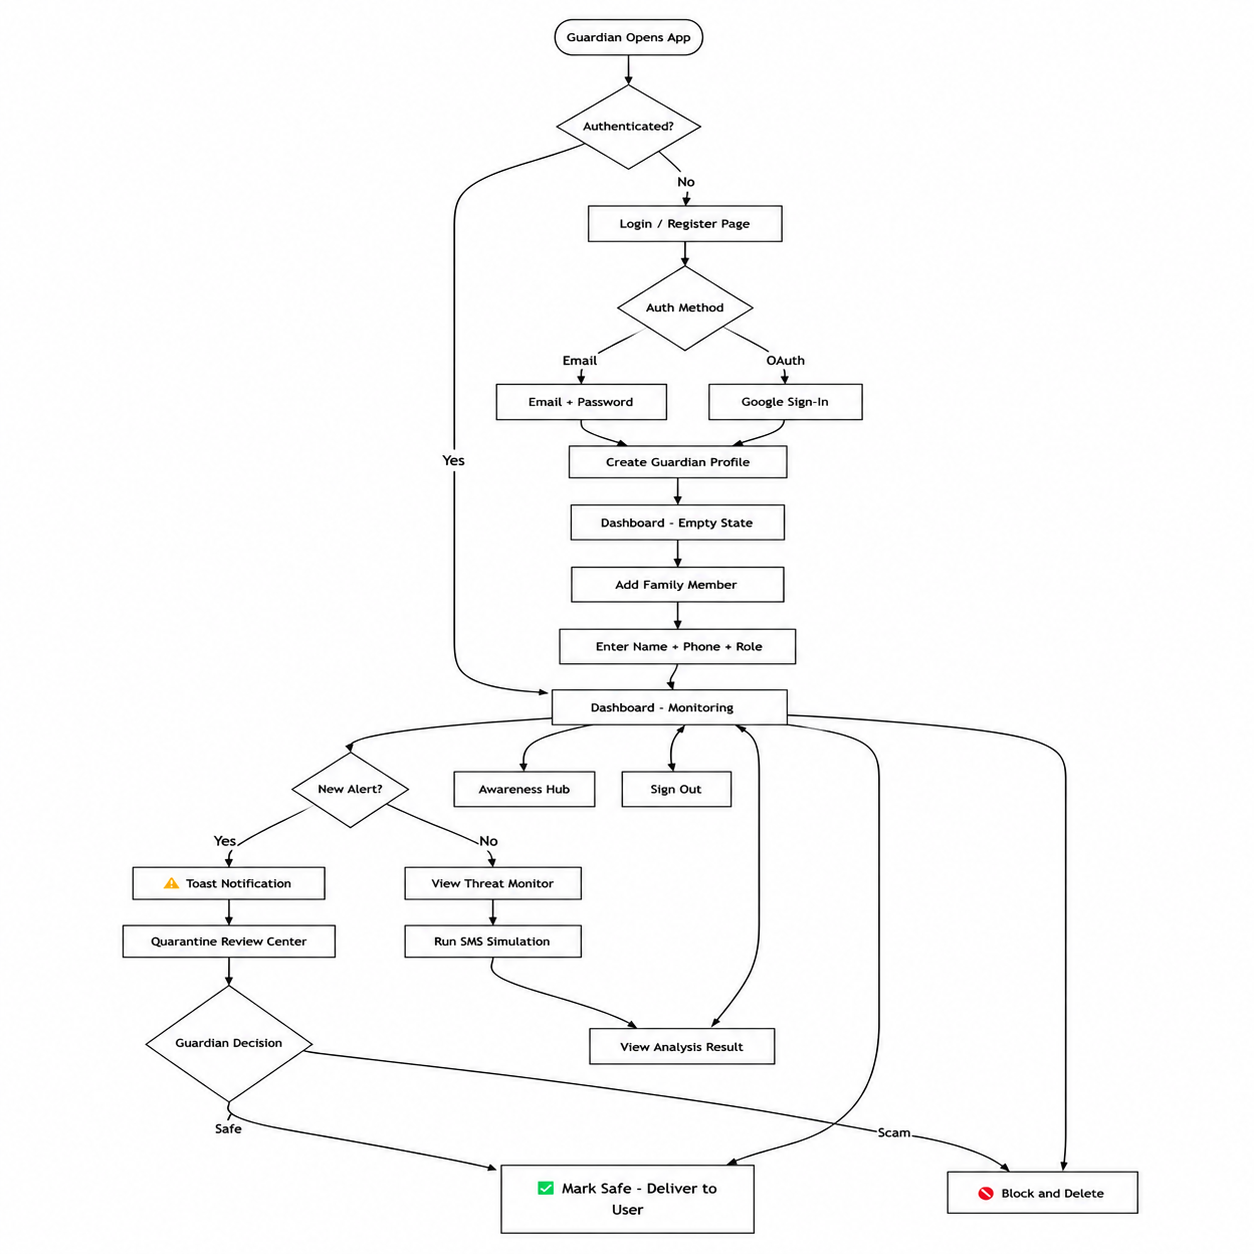 Guardian Opens App
Authenticated?
No
Login / Register Page
Auth Method
Email
OAuth
Email + Password
Google Sign-In
Yes
Create Guardian Profile
Dashboard - Empty State
Add Family Member
Enter Name + Phone + Role
Dashboard - Monitoring
New Alert?
Awareness Hub
Sign Out
Yes
No
⚠️ Toast Notification
View Threat Monitor
Quarantine Review Center
Run SMS Simulation
Guardian Decision
View Analysis Result
Safe
Scam
✅ Mark Safe - Deliver to
User
🚫 Block and Delete